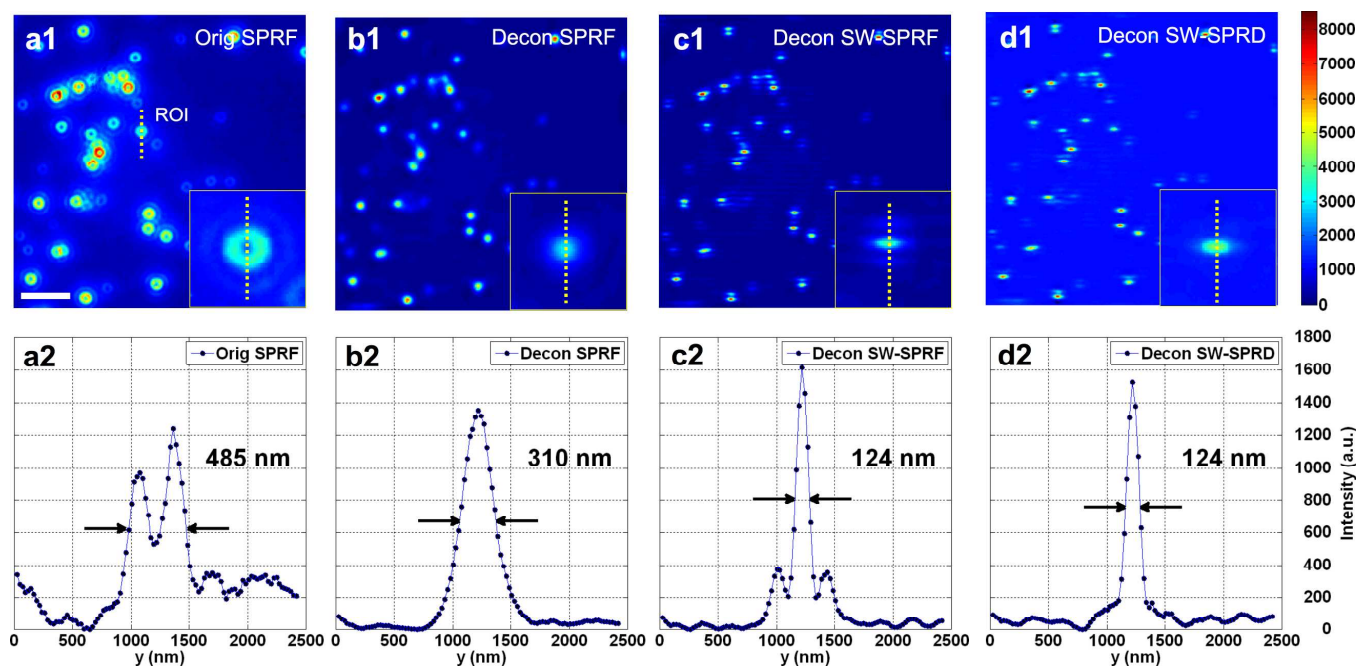 a1 Orig SPRF
ROI
b1 Decon SPRF
c1 Decon SW-SPRF
d1 Decon SW-SPRD
8000
7000
6000
5000
4000
3000
2000
1000
0
a2 Orig SPRF
485 nm
0 500 1000 1500 2000 2500
y (nm)
b2 Decon SPRF
310 nm
0 500 1000 1500 2000 2500
y (nm)
c2 Decon SW-SPRF
124 nm
0 500 1000 1500 2000 2500
y (nm)
d2 Decon SW-SPRD
124 nm
0 500 1000 1500 2000 2500
y (nm)
1800
1600
1400
1200
1000
800
600
400
200
0
Intensity (a.u.)